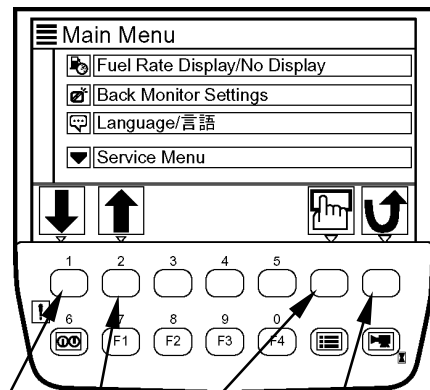 Main Menu
Fuel Rate Display/No Display
Back Monitor Settings
Language/言語
Service Menu
1 2 3 4 5
6 7 8 9 0
F1 F2 F3 F4